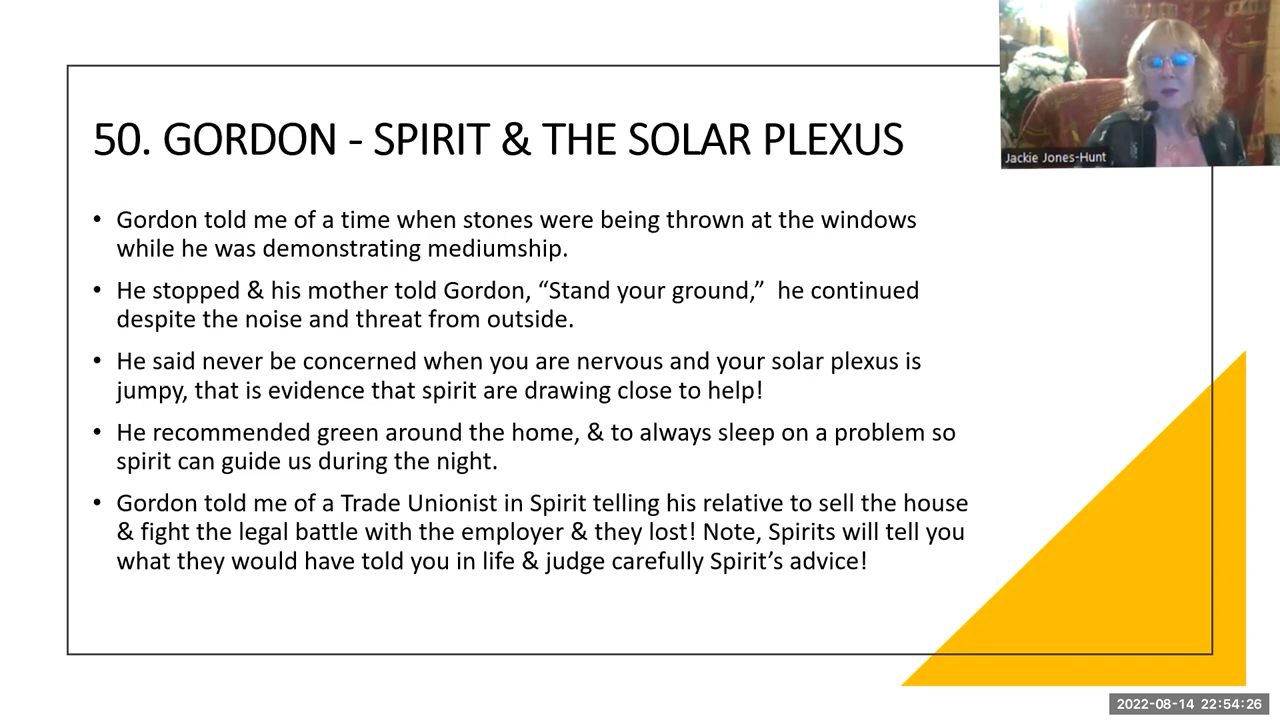 50. GORDON - SPIRIT & THE SOLAR PLEXUS
Jackie Jones-Hunt
• Gordon told me of a time when stones were being thrown at the windows
while he was demonstrating mediumship.
• He stopped & his mother told Gordon, “Stand your ground,”  he continued
despite the noise and threat from outside.
• He said never be concerned when you are nervous and your solar plexus is
jumpy, that is evidence that spirit are drawing close to help!
• He recommended green around the home, & to always sleep on a problem so
spirit can guide us during the night.
• Gordon told me of a Trade Unionist in Spirit telling his relative to sell the house
& fight the legal battle with the employer & they lost! Note, Spirits will tell you
what they would have told you in life & judge carefully Spirit’s advice!
2022-08-14 22:54:26